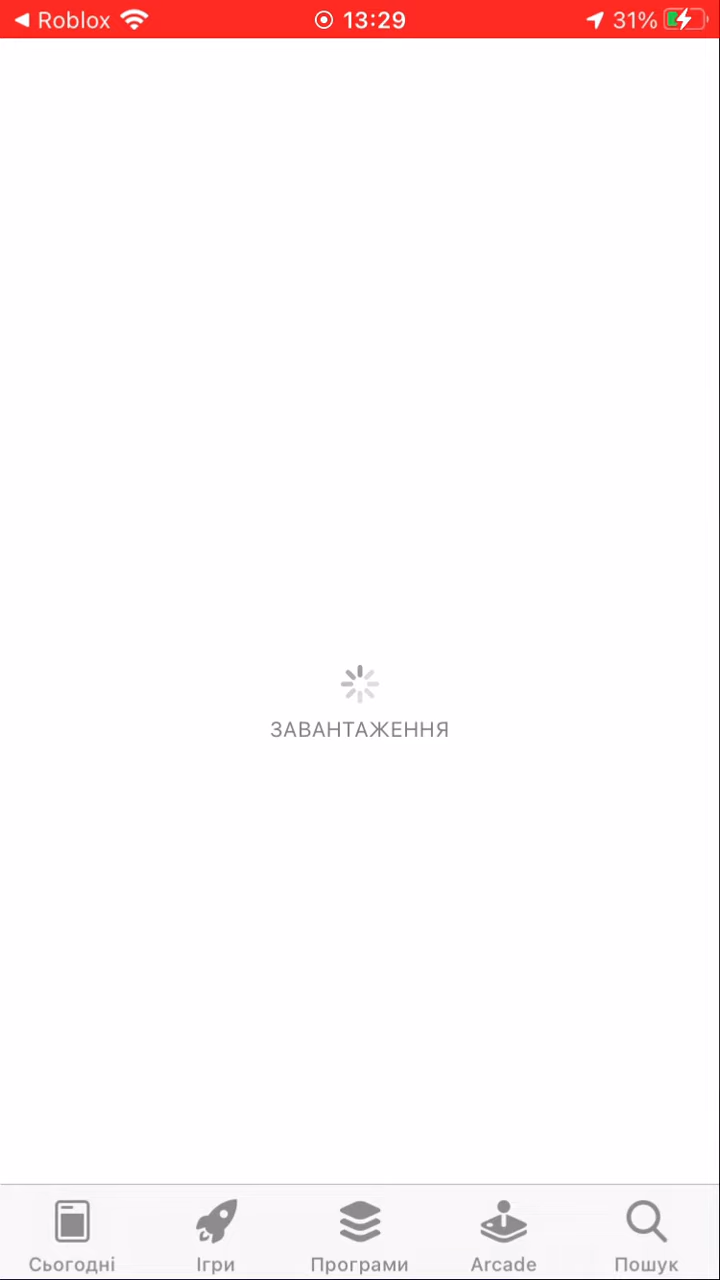 Roblox 13:29 31%
ЗАВАНТАЖЕННЯ
Сьогодні Ігри Програми Arcade Пошук